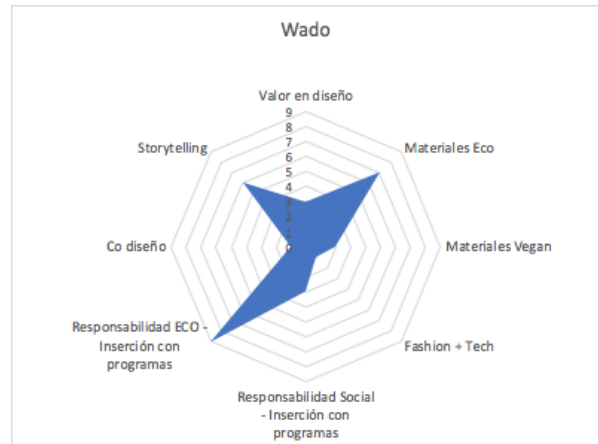 Wado
Valor en diseño
9
8
7
6
5
4
3
2
1
0
Materiales Eco
Materiales Vegan
Fashion + Tech
Responsabilidad Social
- Inserción con
programas
Responsabilidad ECO -
Inserción con
programas
Co diseño
Storytelling